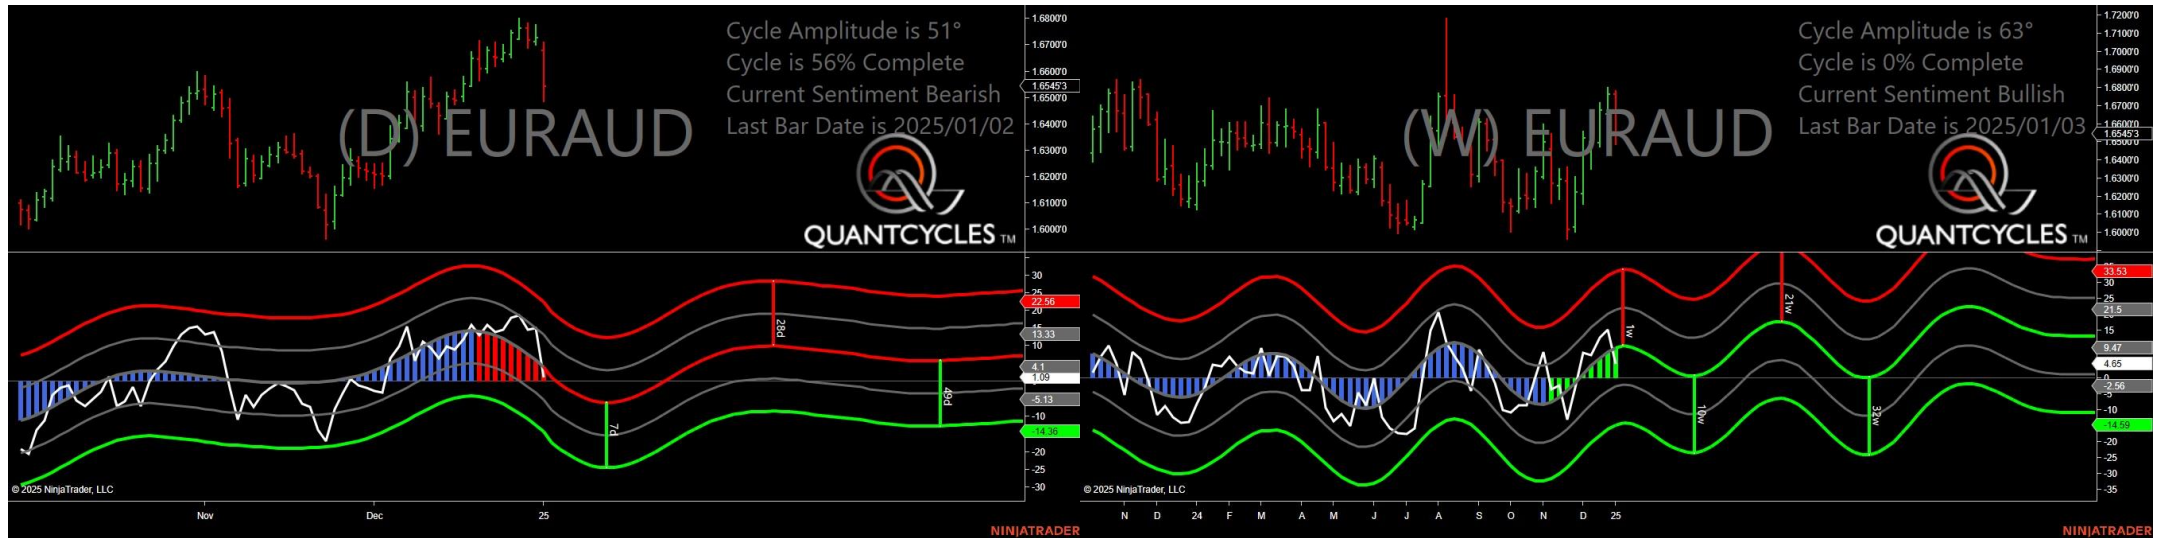 Cycle Amplitude is 51°
Cycle is 56% Complete
Current Sentiment Bearish
Last Bar Date is 2025/01/02
(D) EURAUD
QUANTCYCLES TM
1.6800'0
1.6700'0
1.6600'0
1.6545'3
1.6500'0
1.6400'0
1.6300'0
1.6200'0
1.6100'0
1.6000'0
30
25
22.56
20
15
13.33
10
4.1
1.09
-5.13
-10
-14.36
-20
-25
-30
28d
7d
49d
© 2025 NinjaTrader, LLC
Nov
Dec
25
NINJATRADER
Cycle Amplitude is 63°
Cycle is 0% Complete
Current Sentiment Bullish
Last Bar Date is 2025/01/03
(W) EURAUD
QUANTCYCLES TM
1.7200'0
1.7100'0
1.7000'0
1.6900'0
1.6800'0
1.6700'0
1.6600'0
1.6545'3
1.6500'0
1.6400'0
1.6300'0
1.6200'0
1.6100'0
1.6000'0
33.53
30
25
21.5
15
9.47
4.65
0
-2.56
-5
-10
-14.59
-20
-25
-30
-35
1w
21w
10w
32w
© 2025 NinjaTrader, LLC
N D 24 F M A M J J A S O N D 25
NINJATRADER